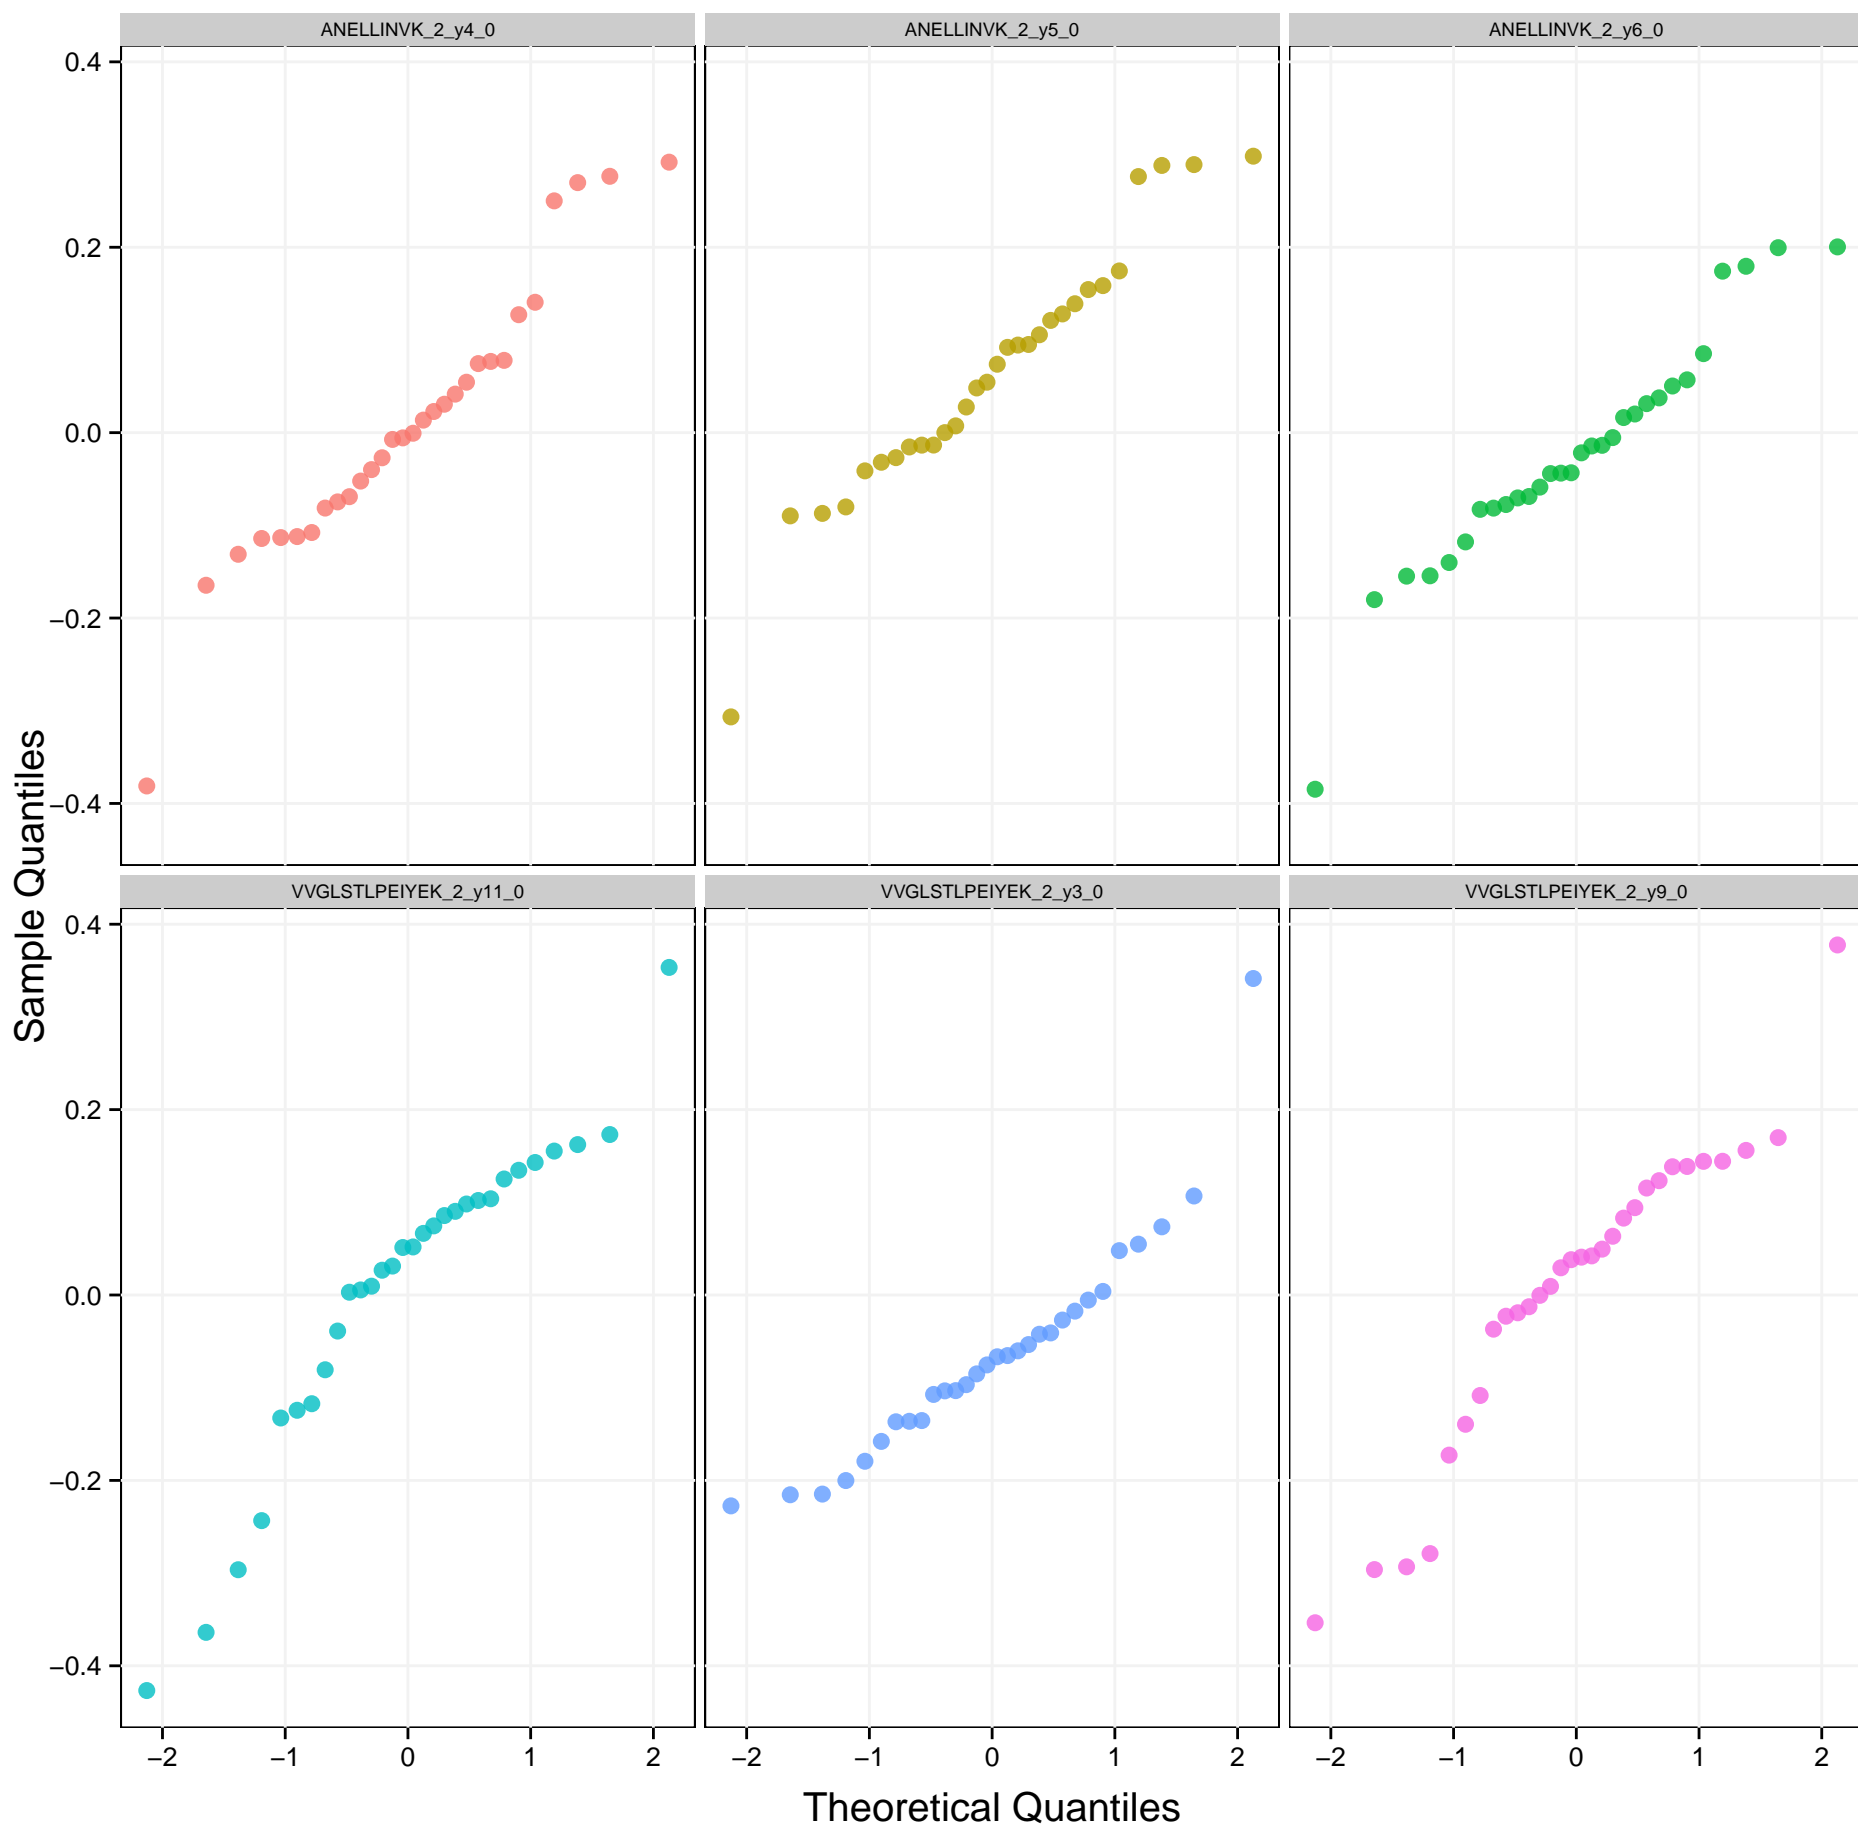 ANELLINVK_2_y4_0
ANELLINVK_2_y5_0
ANELLINVK_2_y6_0
0.4
0.2
0.0
−0.2
−0.4
VVGLSTLPEIYEK_2_y11_0
VVGLSTLPEIYEK_2_y3_0
VVGLSTLPEIYEK_2_y9_0
0.4
0.2
0.0
−0.2
−0.4
Sample Quantiles
−2 −1 0 1 2
−2 −1 0 1 2
−2 −1 0 1 2
Theoretical Quantiles